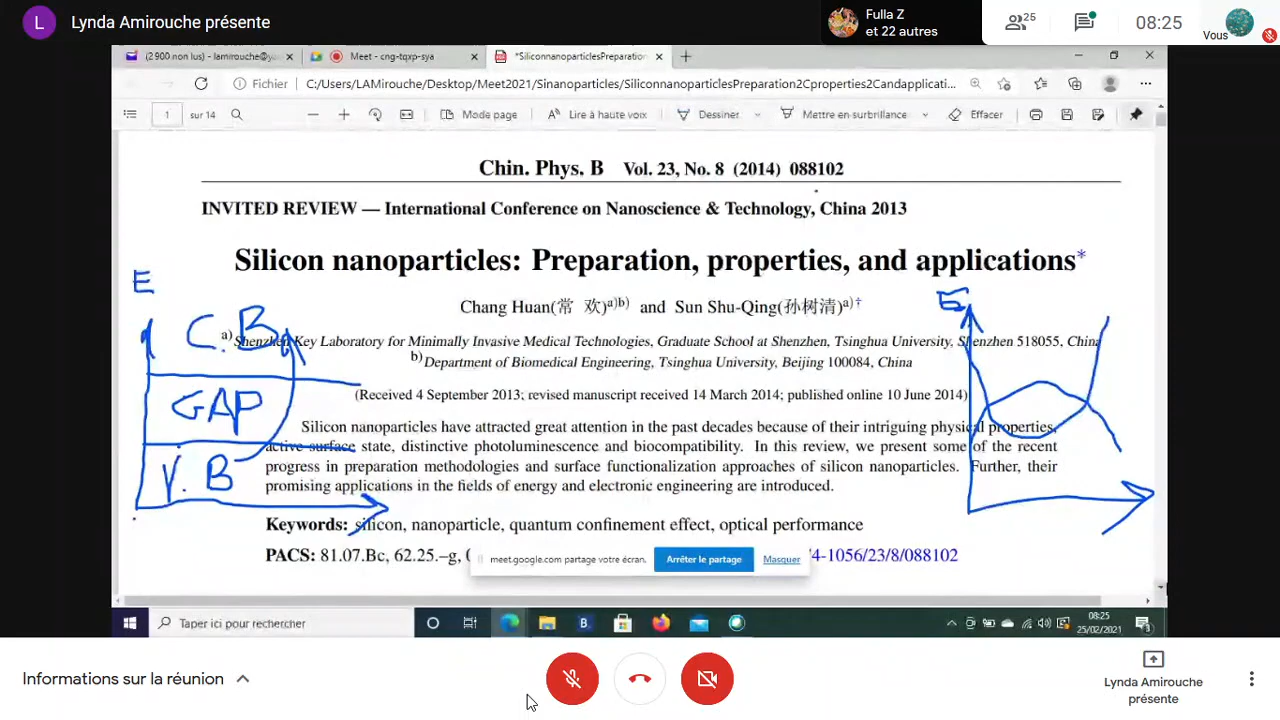 L Lynda Amirouche présente
Fulla Z
et 22 autres
25
08:25
Vous
(2 900 non lus) - lamirouche@y
Meet - cng-tqxp-sya
*SiliconnanoparticlesPreparation
Fichier C:/Users/LAMirouche/Desktop/Meet2021/Sinanoparticles/SiliconnanoparticlesPreparation2Cproperties2Candapplicati...
1 sur 14
Mode page
Lire à haute voix
Dessiner
Mettre en surbrillance
Effacer
Chin. Phys. B Vol. 23, No. 8 (2014) 088102
INVITED REVIEW — International Conference on Nanoscience & Technology, China 2013
Silicon nanoparticles: Preparation, properties, and applications*
Chang Huan(常 欢)a)b) and Sun Shu-Qing(孙树清)a)†
a)Shenzhen Key Laboratory for Minimally Invasive Medical Technologies, Graduate School at Shenzhen, Tsinghua University, Shenzhen 518055, China
b)Department of Biomedical Engineering, Tsinghua University, Beijing 100084, China
(Received 4 September 2013; revised manuscript received 14 March 2014; published online 10 June 2014)
Silicon nanoparticles have attracted great attention in the past decades because of their intriguing physical properties,
active surface state, distinctive photoluminescence and biocompatibility. In this review, we present some of the recent
progress in preparation methodologies and surface functionalization approaches of silicon nanoparticles. Further, their
promising applications in the fields of energy and electronic engineering are introduced.
Keywords: silicon, nanoparticle, quantum confinement effect, optical performance
PACS: 81.07.Bc, 62.25.–g,
4-1056/23/8/088102
E
C.B
GAP
V.B
E
meet.google.com partage votre écran.
Arrêter le partage
Masquer
Taper ici pour rechercher
08:25
25/02/2021
Informations sur la réunion
Lynda Amirouche
présente